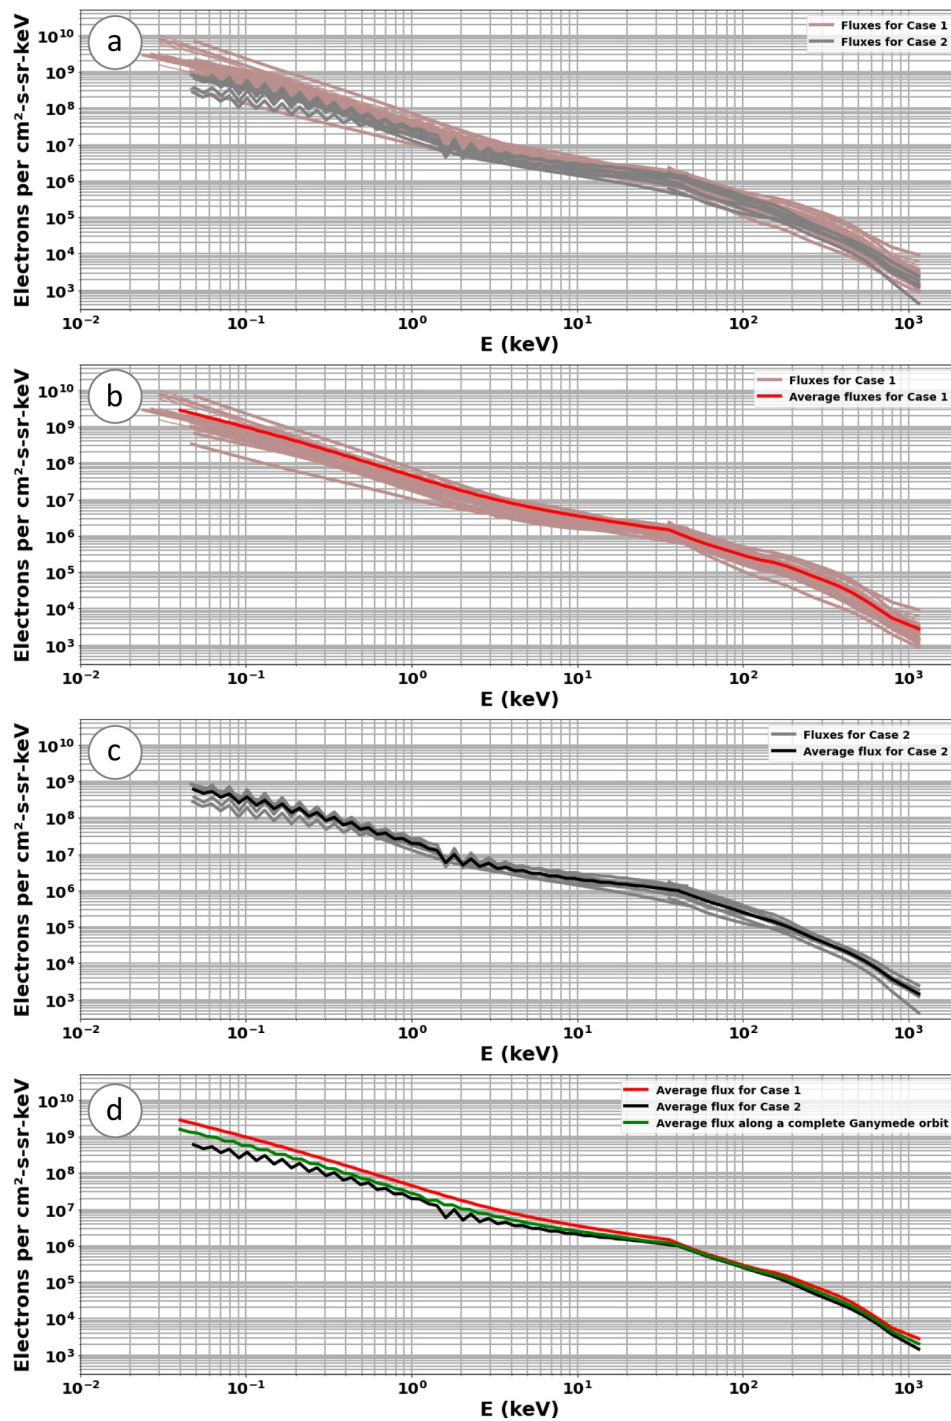 a
Electrons per cm²-s-sr-keV
10¹⁰
10⁹
10⁸
10⁷
10⁶
10⁵
10⁴
10³
Fluxes for Case 1
Fluxes for Case 2
10⁻² 10⁻¹ 10⁰ 10¹ 10² 10³
E (keV)
b
Electrons per cm²-s-sr-keV
10¹⁰
10⁹
10⁸
10⁷
10⁶
10⁵
10⁴
10³
Fluxes for Case 1
Average fluxes for Case 1
10⁻² 10⁻¹ 10⁰ 10¹ 10² 10³
E (keV)
c
Electrons per cm²-s-sr-keV
10¹⁰
10⁹
10⁸
10⁷
10⁶
10⁵
10⁴
10³
Fluxes for Case 2
Average flux for Case 2
10⁻² 10⁻¹ 10⁰ 10¹ 10² 10³
E (keV)
d
Electrons per cm²-s-sr-keV
10¹⁰
10⁹
10⁸
10⁷
10⁶
10⁵
10⁴
10³
Average flux for Case 1
Average flux for Case 2
Average flux along a complete Ganymede orbit
10⁻² 10⁻¹ 10⁰ 10¹ 10² 10³
E (keV)